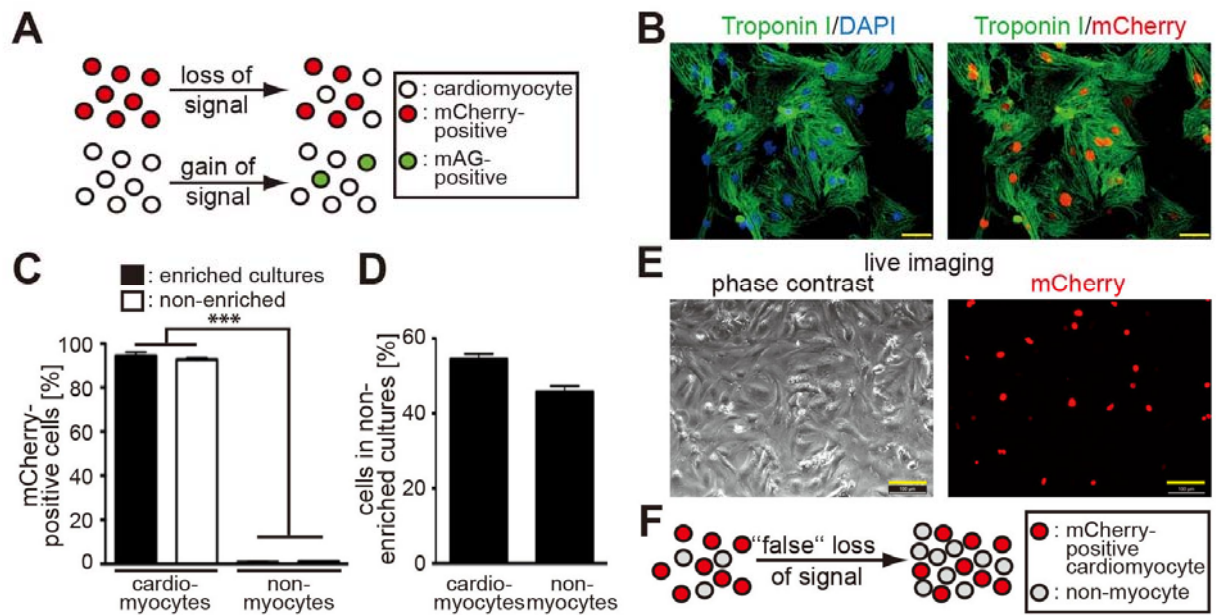 A
loss of
signal
gain of
signal
: cardiomyocyte
: mCherry-
positive
: mAG-
positive
B
Troponin I/DAPI
Troponin I/mCherry
C
: enriched cultures
: non-enriched
***
mCherry-
positive cells [%]
100
80
60
40
20
0
cardio-
myocytes
non-
myocytes
D
cells in non-
enriched cultures [%]
60
40
20
0
cardio-
myocytes
non-
myocytes
E
live imaging
phase contrast
mCherry
100 µm
100 µm
F
"false“ loss
of signal
: mCherry-
positive
cardiomyocyte
: non-myocyte